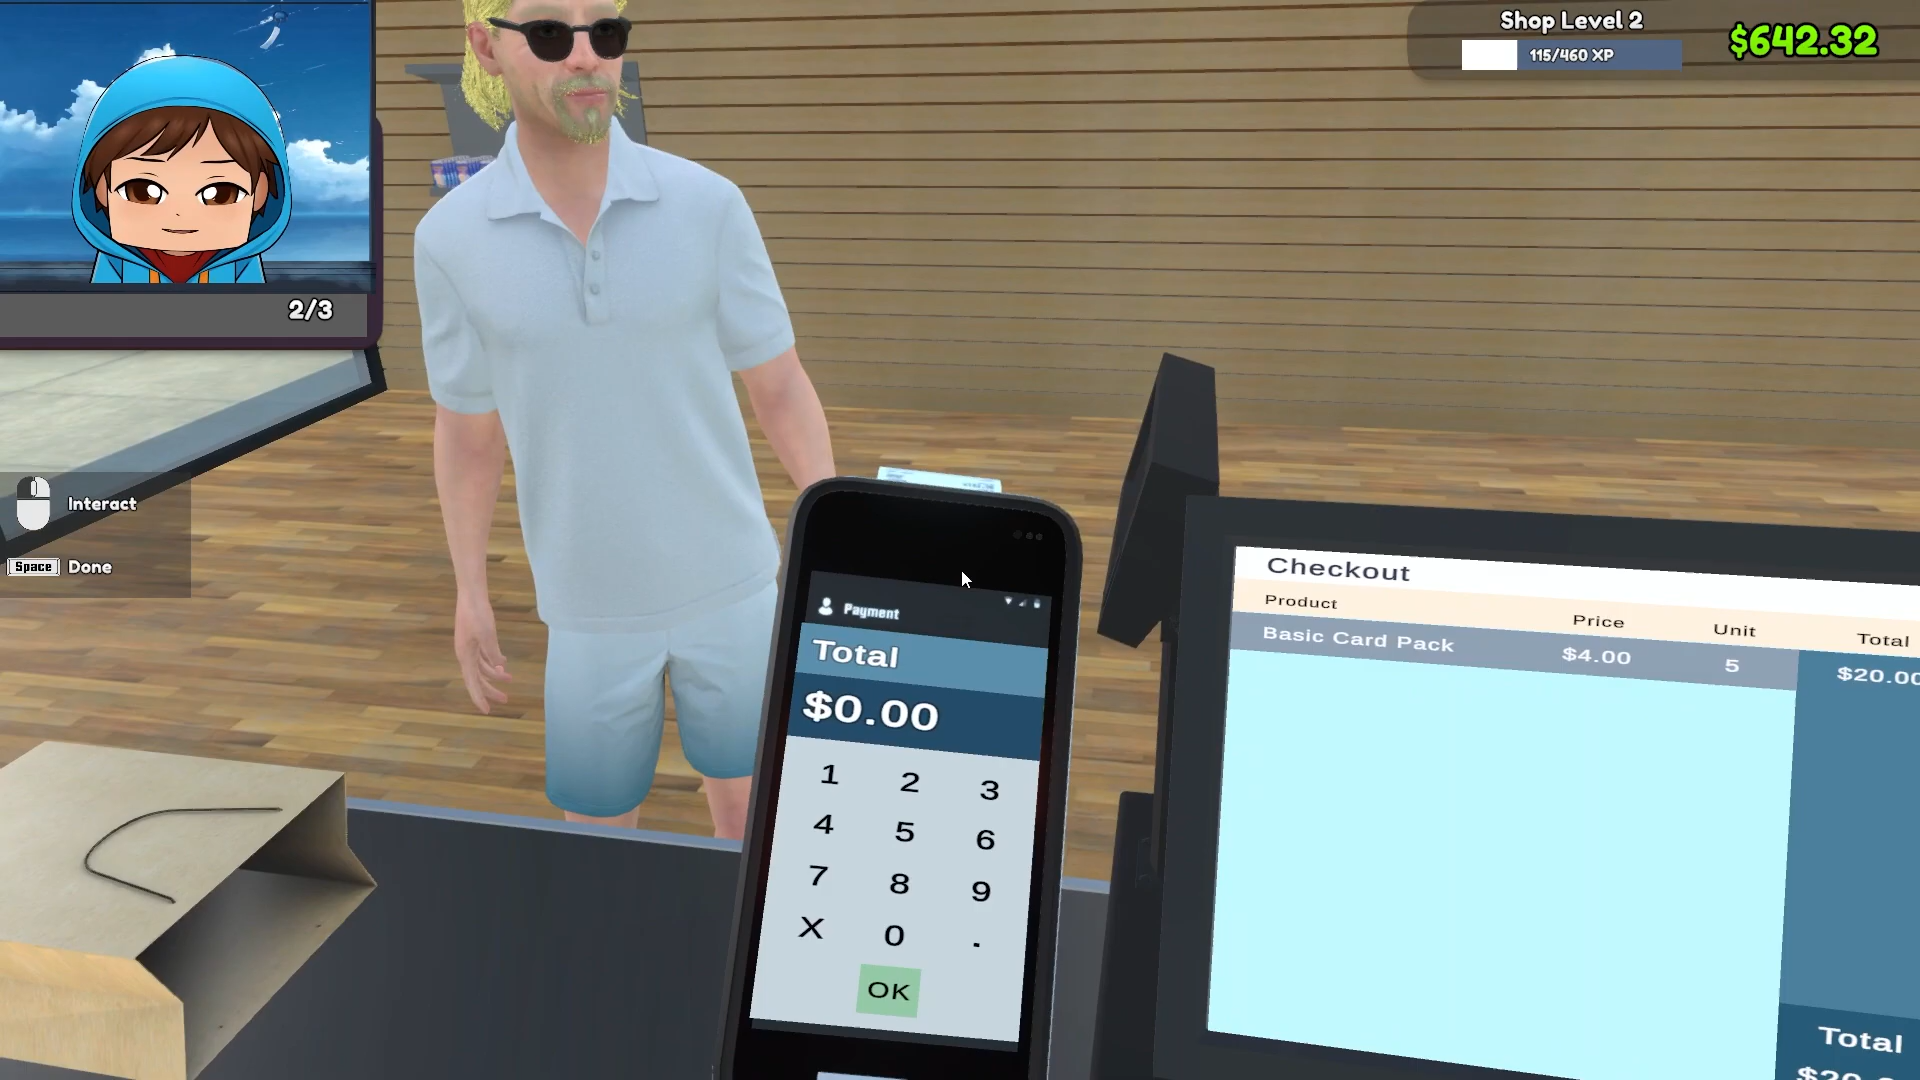 Shop Level 2
115/460 XP
$642.32
2/3
Interact
Space Done
Payment
Total
$0.00
1 2 3
4 5 6
7 8 9
X 0 .
OK
Checkout
Product Price Unit Total
Basic Card Pack $4.00 5 $20.00
Total